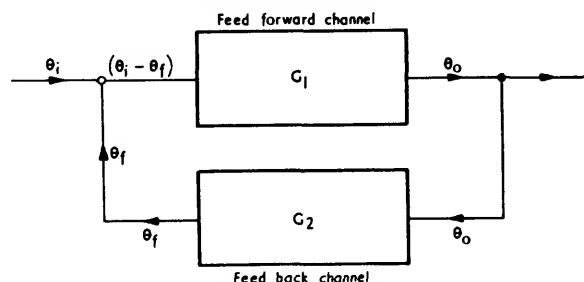 Feed forward channel
θi
(θi - θf)
G1
θo
θf
θf
G2
θo
Feed back channel